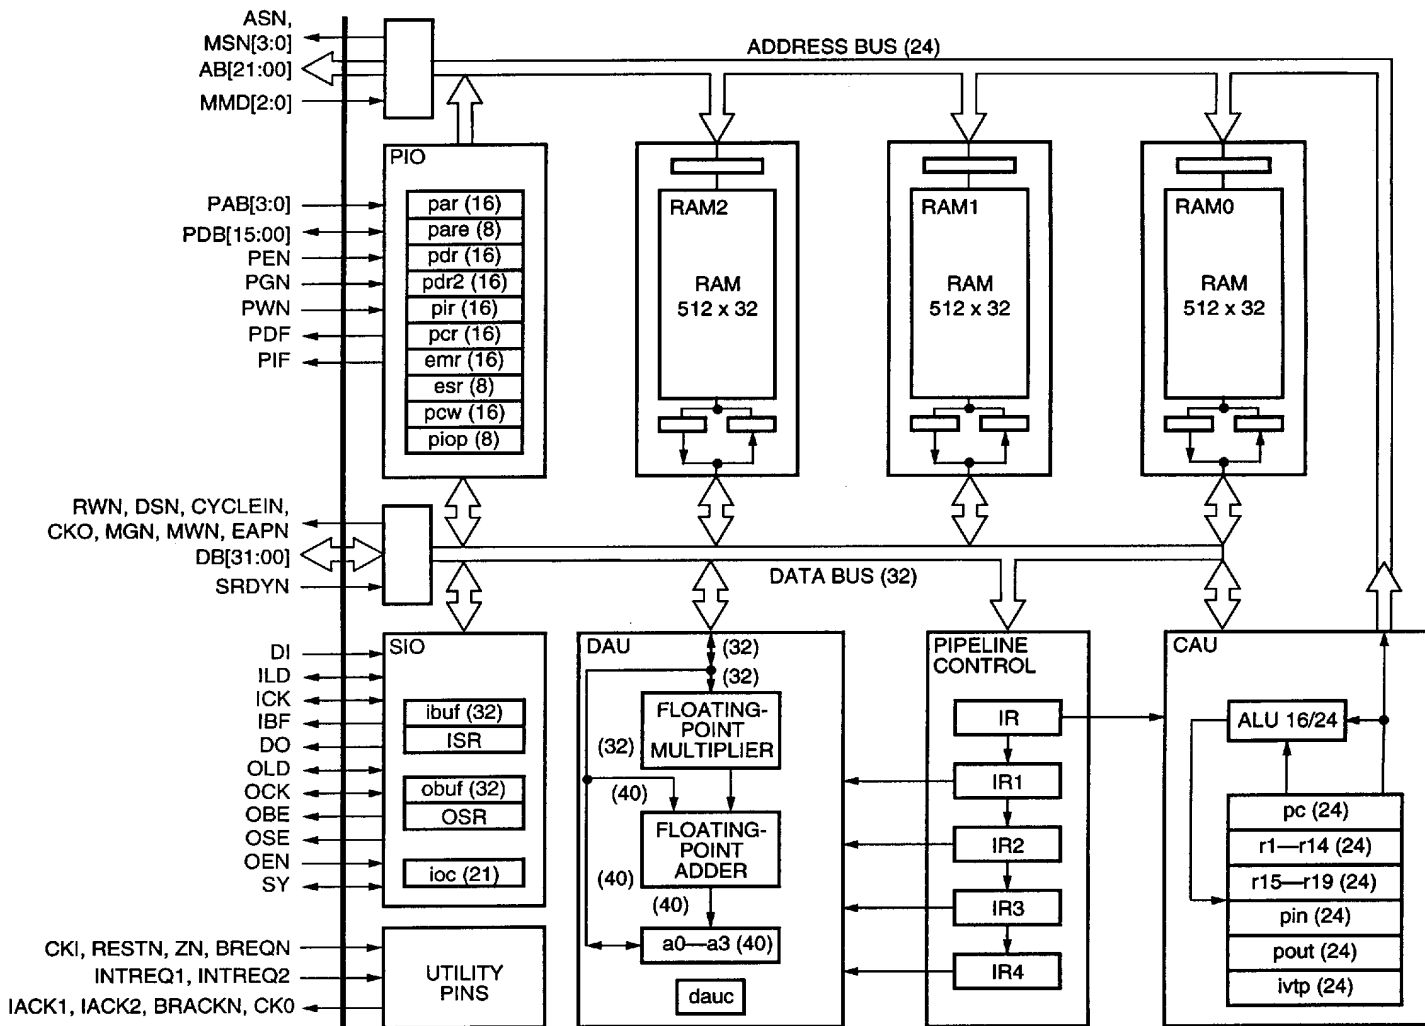 ASN,
MSN[3:0]
AB[21:00]
MMD[2:0]
ADDRESS BUS (24)
PIO
PAB[3:0]
PDB[15:00]
PEN
PGN
PWN
PDF
PIF
par (16)
pare (8)
pdr (16)
pdr2 (16)
pir (16)
pcr (16)
emr (16)
esr (8)
pcw (16)
piop (8)
RAM2
RAM
512 x 32
RAM1
RAM
512 x 32
RAM0
RAM
512 x 32
RWN, DSN, CYCLEIN,
CKO, MGN, MWN, EAPN
DB[31:00]
SRDYN
DATA BUS (32)
SIO
DI
ILD
ICK
IBF
DO
OLD
OCK
OBE
OSE
OEN
SY
ibuf (32)
ISR
obuf (32)
OSR
ioc (21)
DAU
(32)
(32)
FLOATING-
POINT
MULTIPLIER
(32)
(40)
FLOATING-
POINT
ADDER
(40)
(40)
a0—a3 (40)
dauc
PIPELINE
CONTROL
IR
IR1
IR2
IR3
IR4
CAU
ALU 16/24
pc (24)
r1—r14 (24)
r15—r19 (24)
pin (24)
pout (24)
ivtp (24)
CKI, RESTN, ZN, BREQN
INTREQ1, INTREQ2
IACK1, IACK2, BRACKN, CK0
UTILITY
PINS